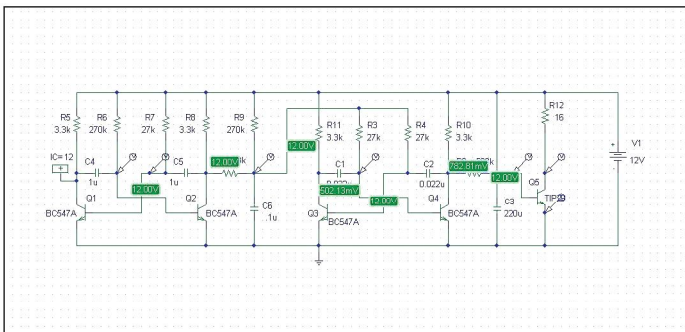 R5
3.3k
R6
270k
R7
27k
R8
3.3k
R9
270k
R11
3.3k
R3
27k
R4
27k
R10
3.3k
R12
16
V1
12V
IC=12
C4
1u
C5
1u
12.00V
12.00V
12.00V
C1
C2
0.022u
782.81mV
12.00V
502.13mV
12.00V
Q1
BC547A
Q2
BC547A
C6
.1u
Q3
BC547A
Q4
BC547A
C3
220u
Q5
TIP29